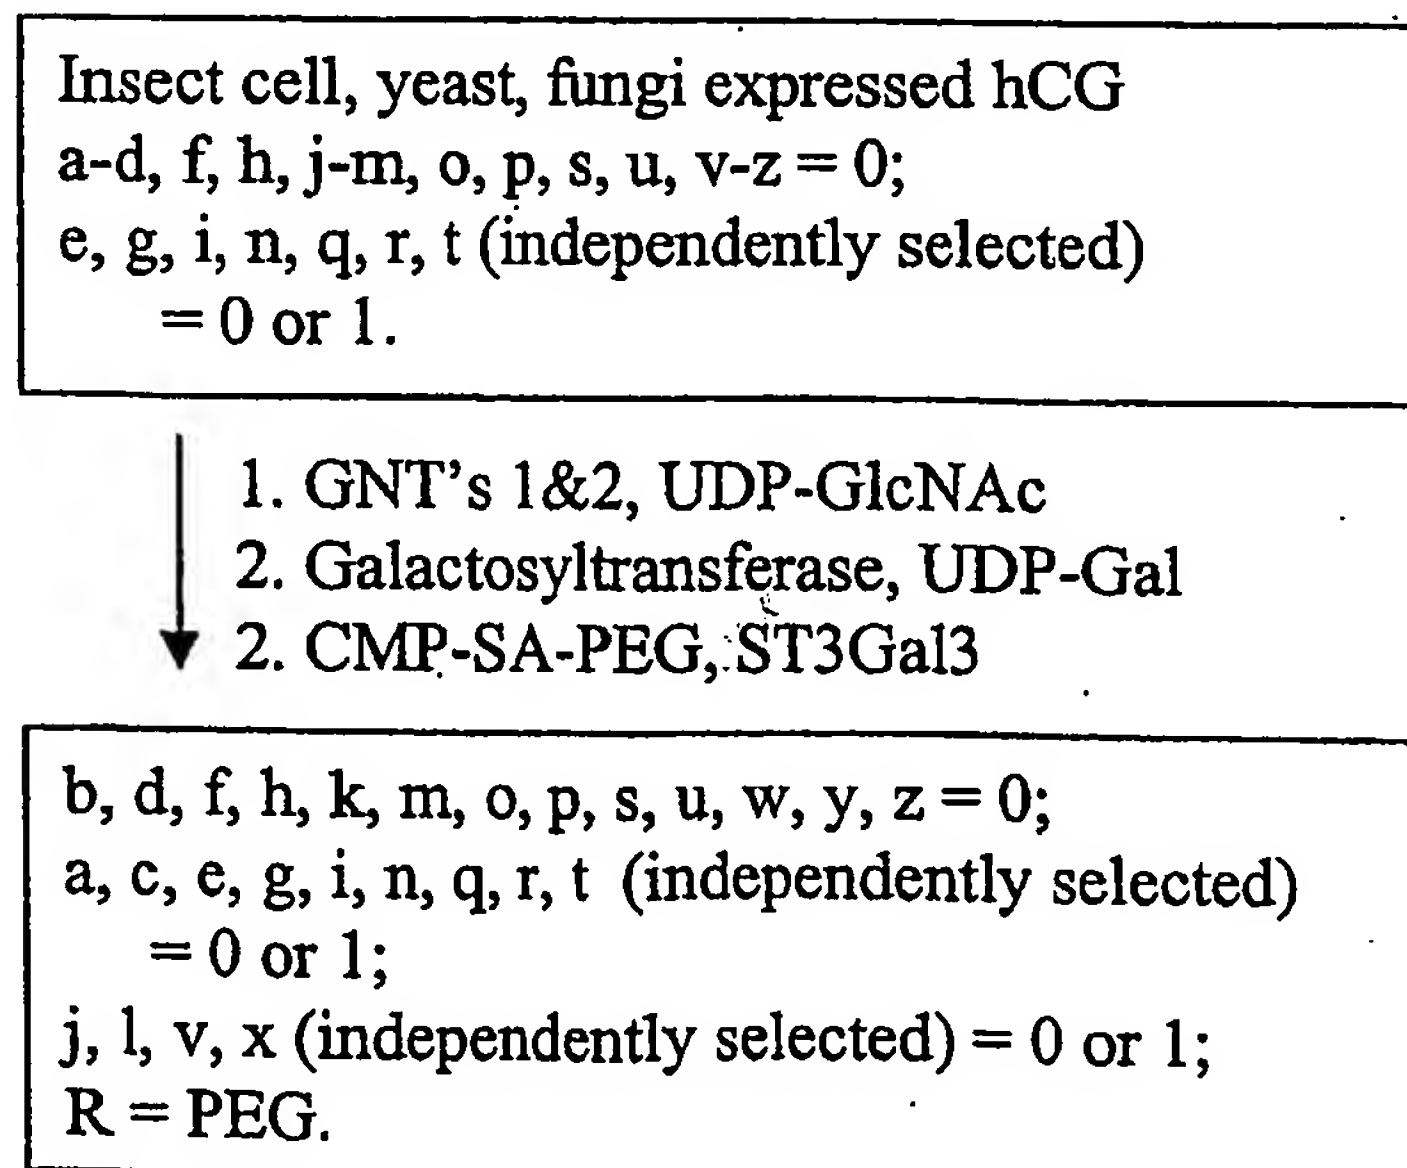 Insect cell, yeast, fungi expressed hCG
a-d, f, h, j-m, o, p, s, u, v-z = 0;
e, g, i, n, q, r, t (independently selected)
= 0 or 1.
1. GNT's 1&2, UDP-GlcNAc
2. Galactosyltransferase, UDP-Gal
2. CMP-SA-PEG, ST3Gal3
b, d, f, h, k, m, o, p, s, u, w, y, z = 0;
a, c, e, g, i, n, q, r, t (independently selected)
= 0 or 1;
j, l, v, x (independently selected) = 0 or 1;
R = PEG.